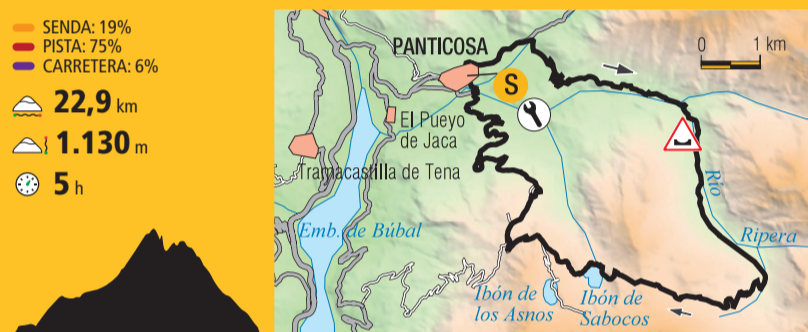 SENDA: 19%
PISTA: 75%
CARRETERA: 6%
22,9 km
1.130 m
5 h
PANTICOSA
S
0 1 km
El Pueyo
de Jaca
Tramacastilla de Tena
Emb. de Búbal
Río
Ripera
Ibón de
los Asnos
Ibón de
Sabocos